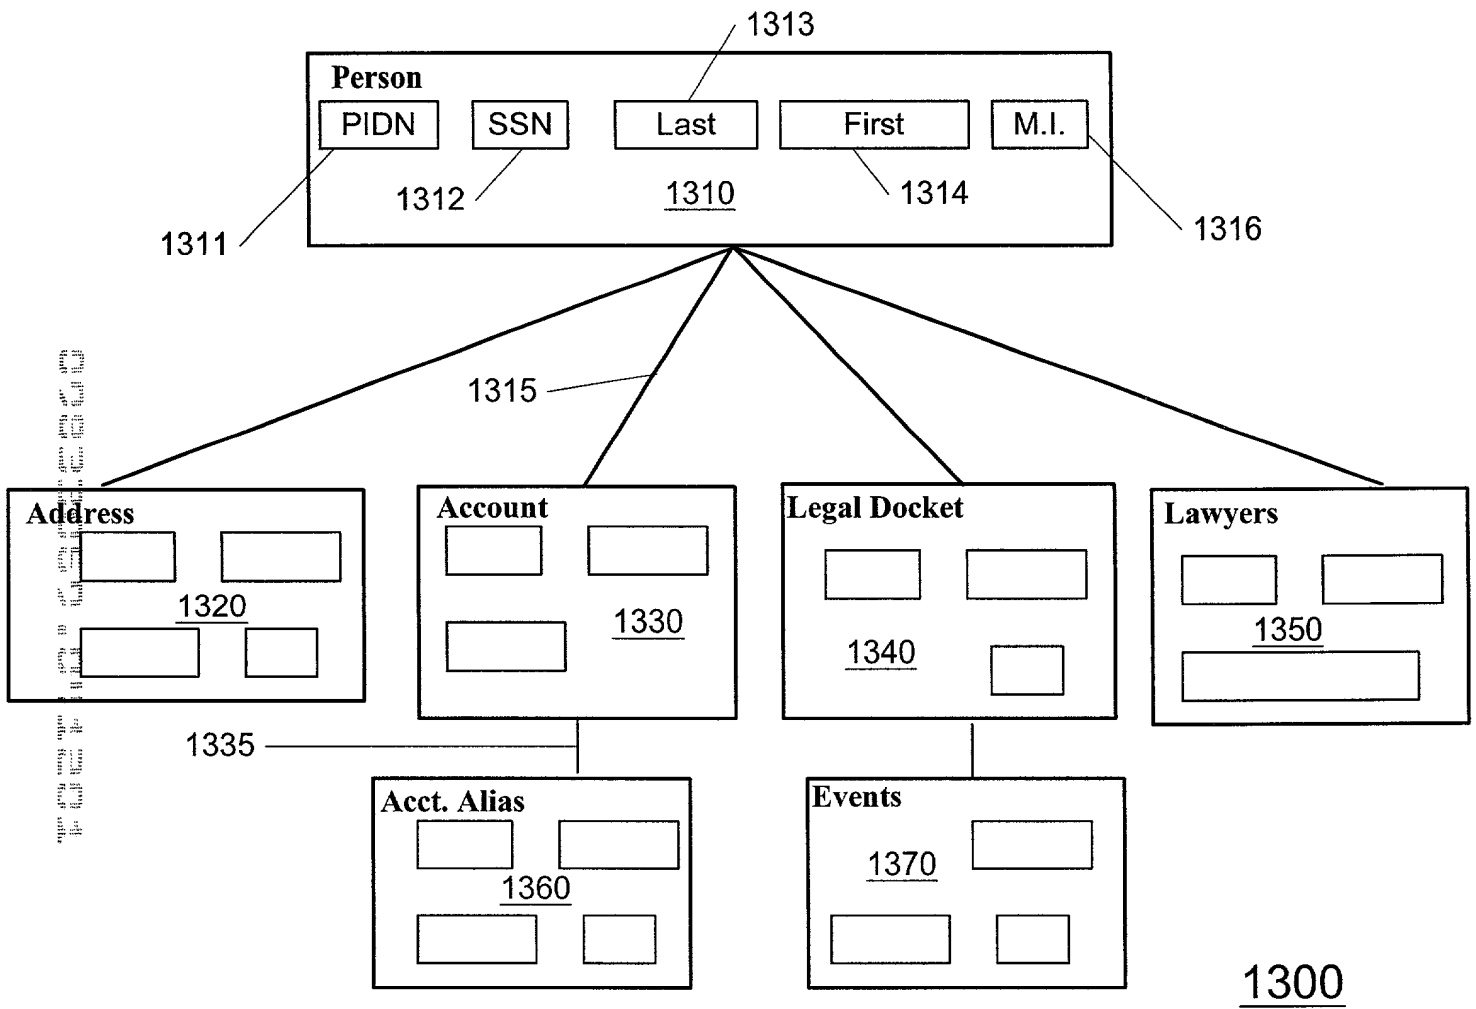 1313
Person
PIDN SSN Last First M.I.
1312 1310 1314
1311 1316
1315
Address Account Legal Docket Lawyers
1320 1330 1340 1350
1335
Acct. Alias Events
1360 1370
1300